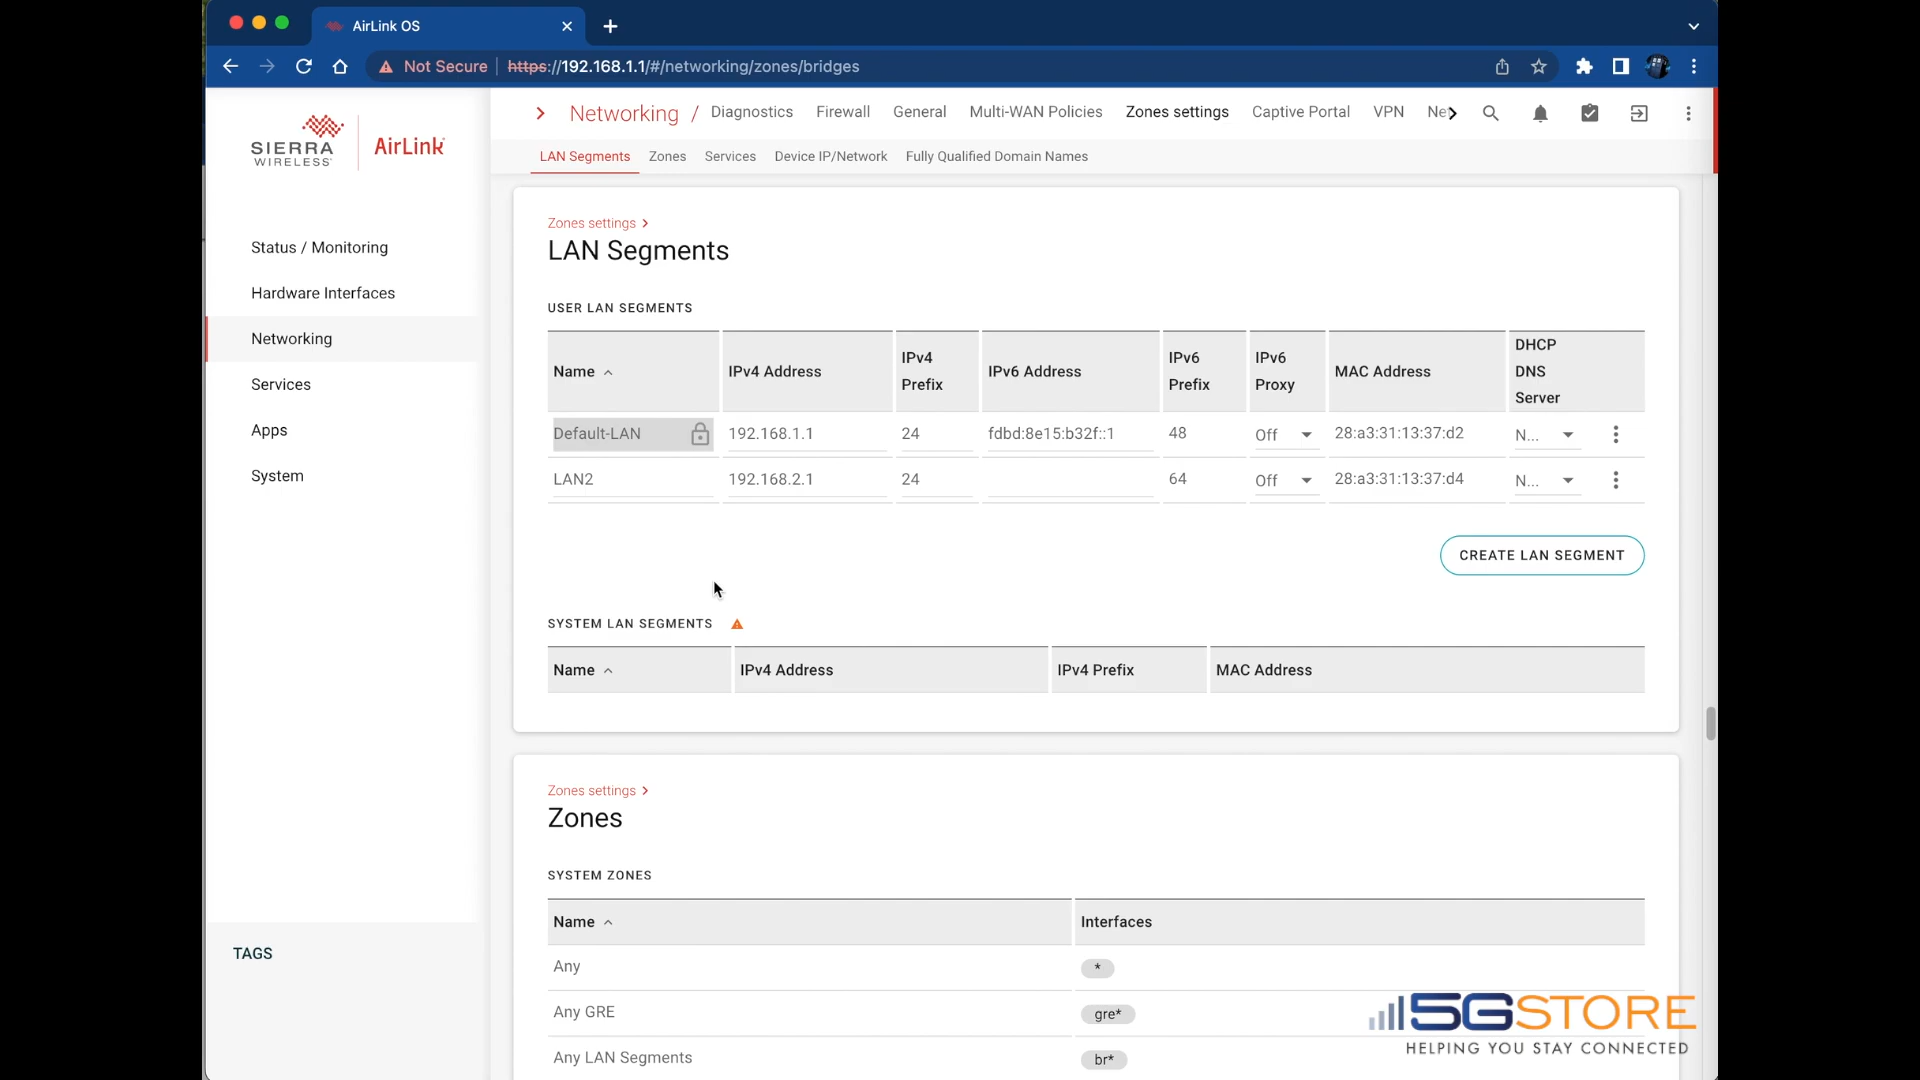 AirLink OS
Not Secure https://192.168.1.1/#/networking/zones/bridges
SIERRA
WIRELESS
AirLink
Networking / Diagnostics Firewall General Multi-WAN Policies Zones settings Captive Portal VPN Ne
LAN Segments Zones Services Device IP/Network Fully Qualified Domain Names
Status / Monitoring
Hardware Interfaces
Networking
Services
Apps
System
TAGS
Zones settings
LAN Segments
USER LAN SEGMENTS
Name IPv4 Address IPv4 Prefix IPv6 Address IPv6 Prefix IPv6 Proxy MAC Address DHCP DNS Server
Default-LAN 192.168.1.1 24 fdbd:8e15:b32f::1 48 Off 28:a3:31:13:37:d2 N...
LAN2 192.168.2.1 24 64 Off 28:a3:31:13:37:d4 N...
CREATE LAN SEGMENT
SYSTEM LAN SEGMENTS
Name IPv4 Address IPv4 Prefix MAC Address
Zones settings
Zones
SYSTEM ZONES
Name Interfaces
Any *
Any GRE gre*
Any LAN Segments br*
5GSTORE
HELPING YOU STAY CONNECTED